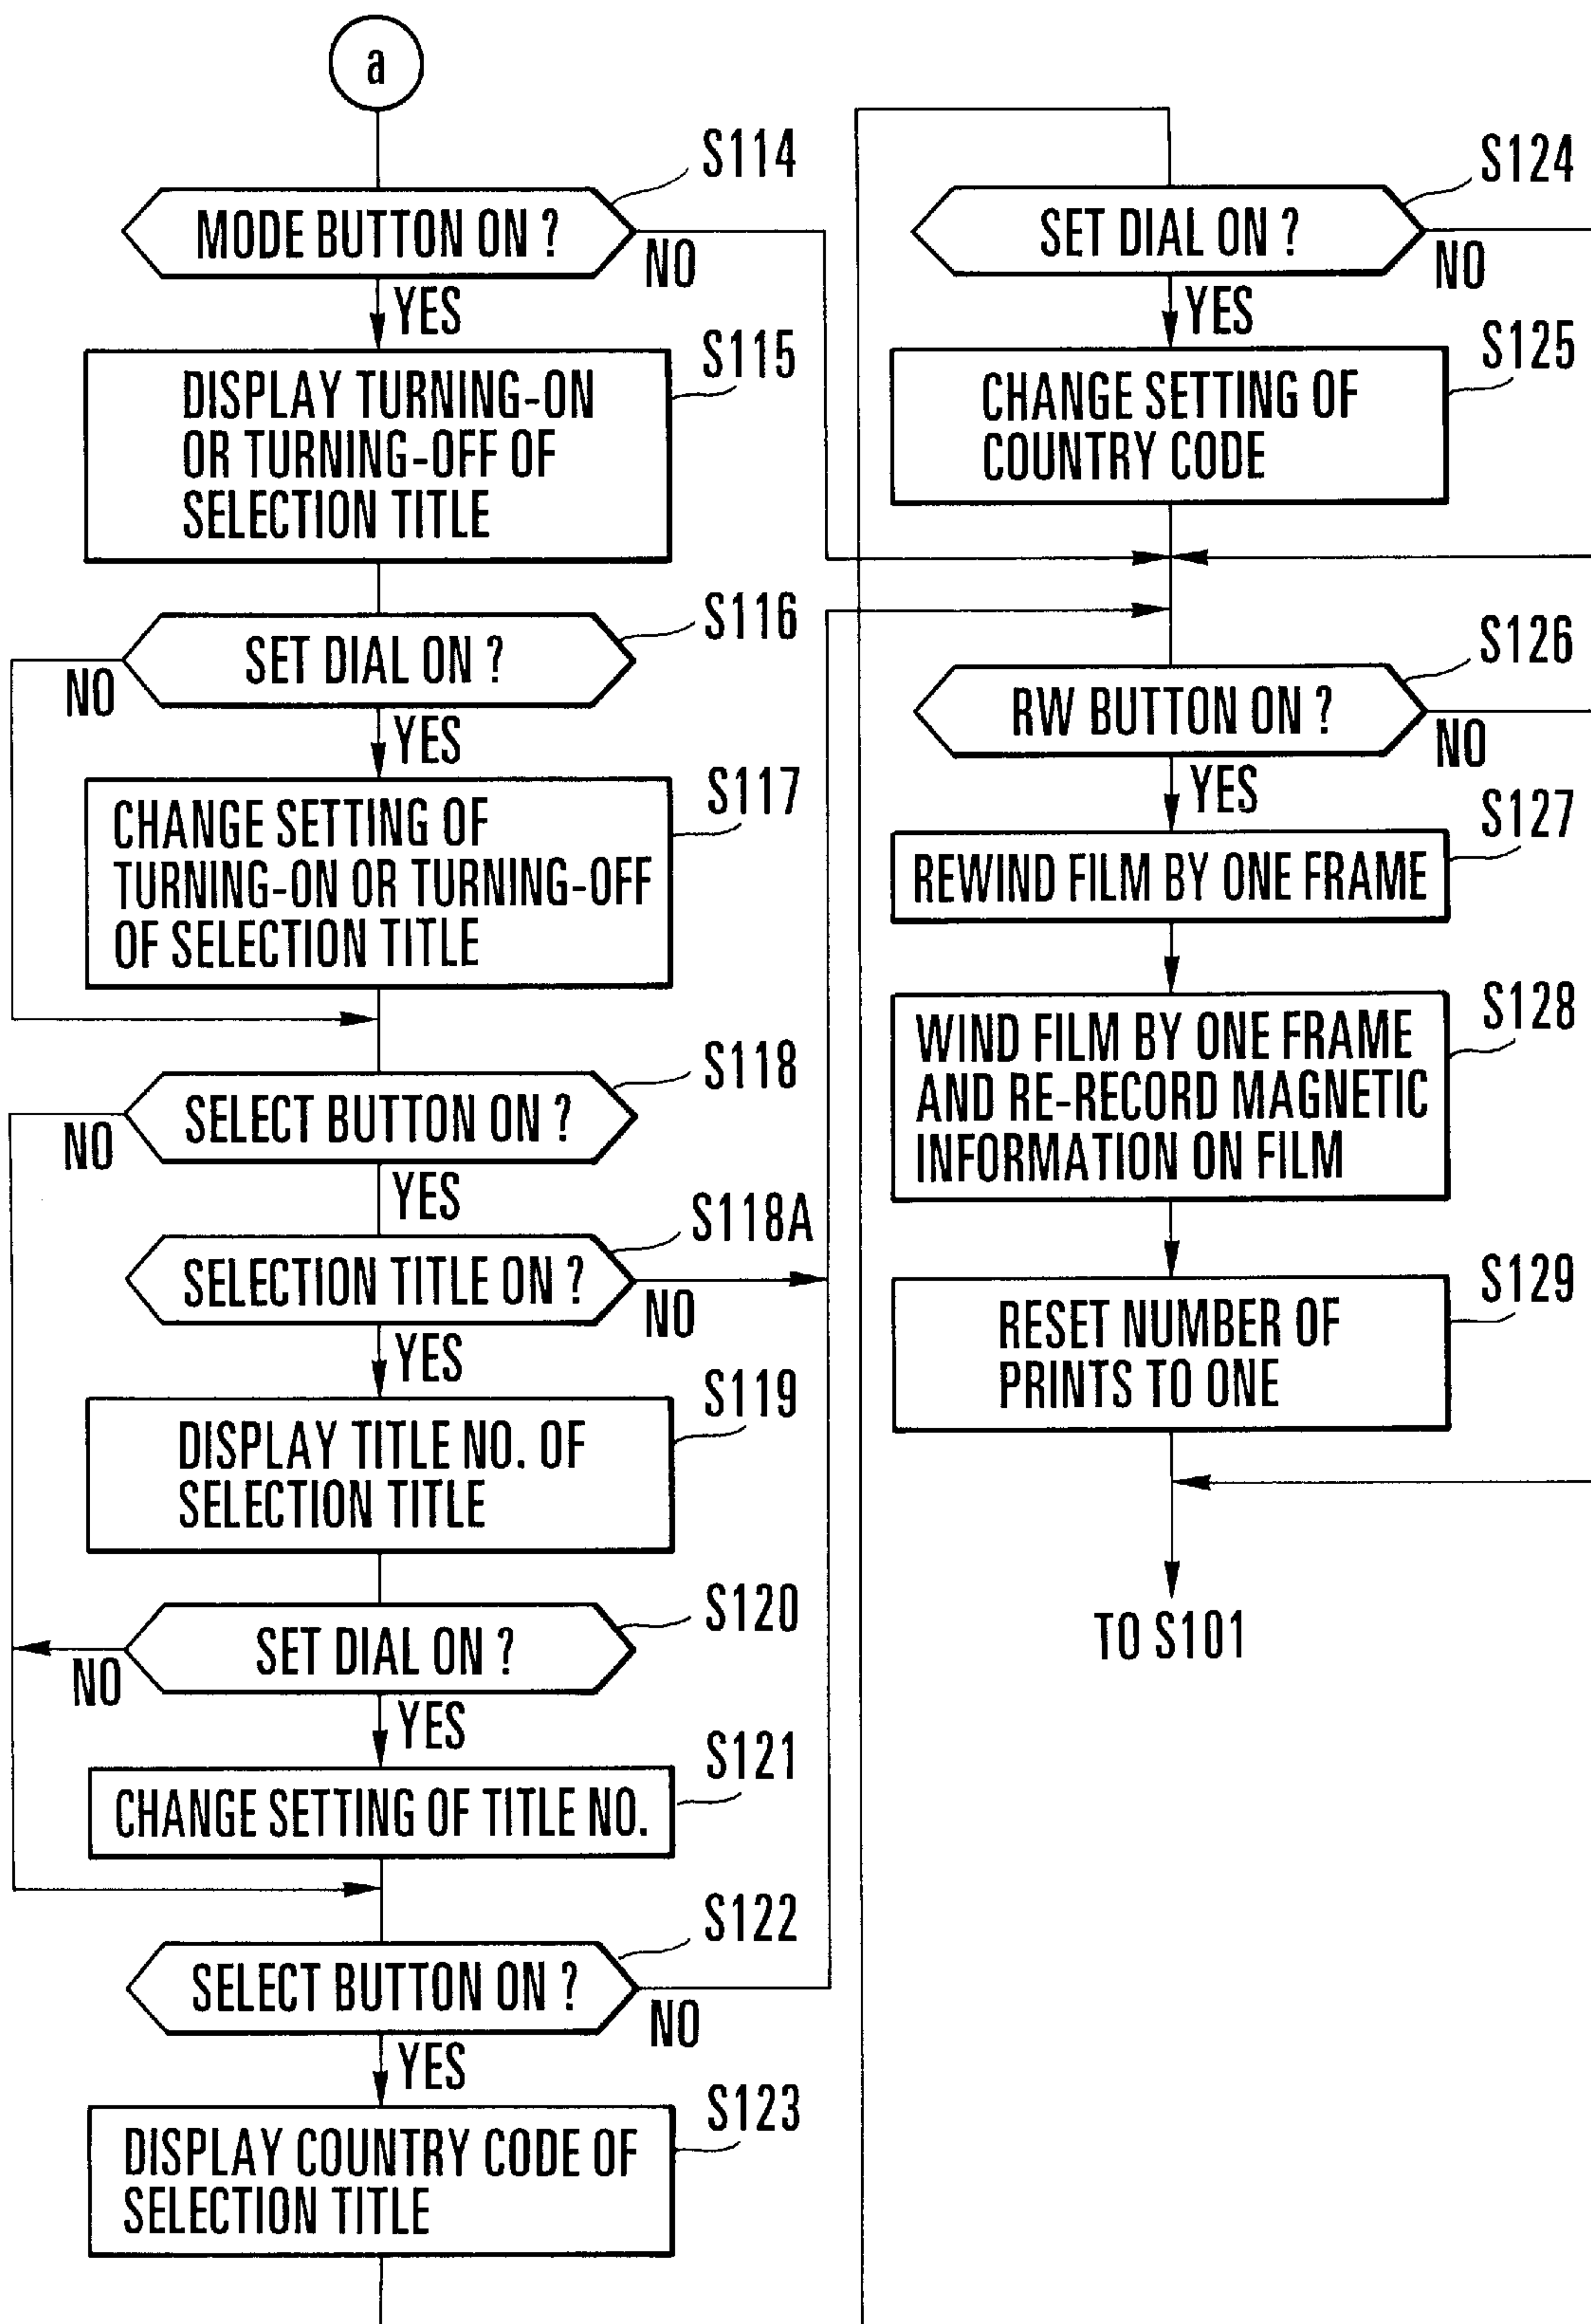 a
S114
MODE BUTTON ON ?
NO
YES
S115
DISPLAY TURNING-ON
OR TURNING-OFF OF
SELECTION TITLE
S116
SET DIAL ON ?
NO
YES
S117
CHANGE SETTING OF
TURNING-ON OR TURNING-OFF
OF SELECTION TITLE
S118
SELECT BUTTON ON ?
NO
YES
S118A
SELECTION TITLE ON ?
NO
YES
S119
DISPLAY TITLE NO. OF
SELECTION TITLE
S120
SET DIAL ON ?
NO
YES
S121
CHANGE SETTING OF TITLE NO.
S122
SELECT BUTTON ON ?
NO
YES
S123
DISPLAY COUNTRY CODE OF
SELECTION TITLE
S124
SET DIAL ON ?
NO
YES
S125
CHANGE SETTING OF
COUNTRY CODE
S126
RW BUTTON ON ?
NO
YES
S127
REWIND FILM BY ONE FRAME
S128
WIND FILM BY ONE FRAME
AND RE-RECORD MAGNETIC
INFORMATION ON FILM
S129
RESET NUMBER OF
PRINTS TO ONE
TO S101